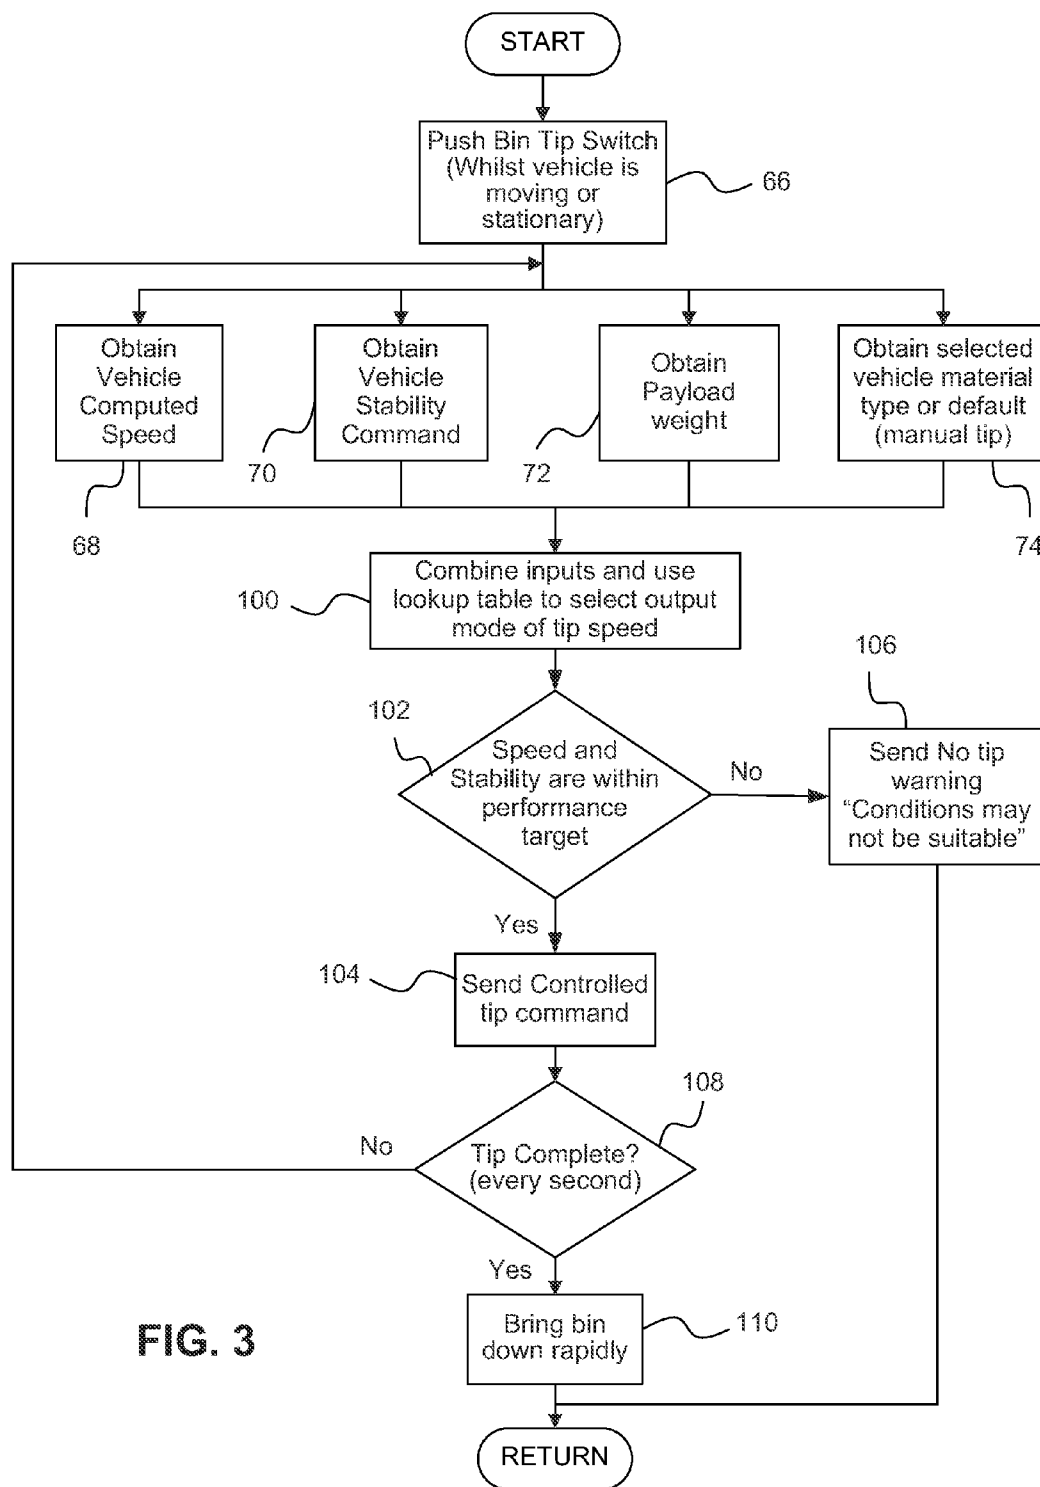 START
Push Bin Tip Switch
(Whilst vehicle is
moving or
stationary)
66
Obtain
Vehicle
Computed
Speed
68
Obtain
Vehicle
Stability
Command
70
Obtain
Payload
weight
72
Obtain selected
vehicle material
type or default
(manual tip)
74
Combine inputs and use
lookup table to select output
mode of tip speed
100
Speed and
Stability are within
performance
target
102
No
Send No tip
warning
“Conditions may
not be suitable”
106
Yes
Send Controlled
tip command
104
Tip Complete?
(every second)
108
No
Yes
Bring bin
down rapidly
110
RETURN
FIG. 3